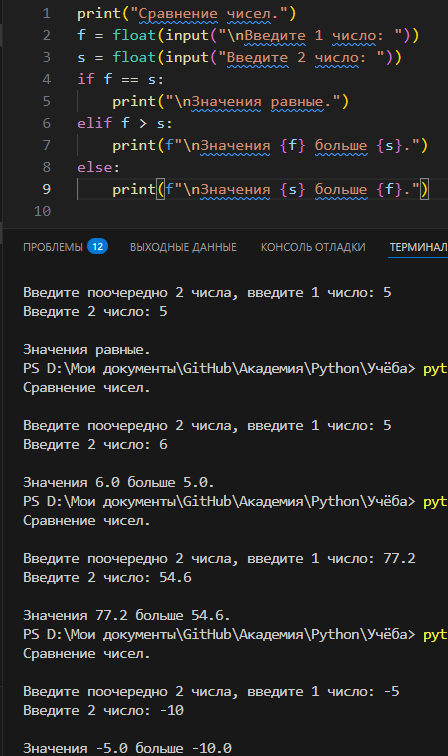 1 print("Сравнение чисел.")
2 f = float(input("\nВведите 1 число: "))
3 s = float(input("Введите 2 число: "))
4 if f == s:
5 print("\nЗначения равные.")
6 elif f > s:
7 print(f"\nЗначения {f} больше {s}.")
8 else:
9 print(f"\nЗначения {s} больше {f}.")
10
ПРОБЛЕМЫ 12 ВЫХОДНЫЕ ДАННЫЕ КОНСОЛЬ ОТЛАДКИ ТЕРМИНАЛ
Введите поочередно 2 числа, введите 1 число: 5
Введите 2 число: 5
Значения равные.
PS D:\Мои документы\GitHub\Академия\Python\Учёба> pyt
Сравнение чисел.
Введите поочередно 2 числа, введите 1 число: 5
Введите 2 число: 6
Значения 6.0 больше 5.0.
PS D:\Мои документы\GitHub\Академия\Python\Учёба> pyt
Сравнение чисел.
Введите поочередно 2 числа, введите 1 число: 77.2
Введите 2 число: 54.6
Значения 77.2 больше 54.6.
PS D:\Мои документы\GitHub\Академия\Python\Учёба> pyt
Сравнение чисел.
Введите поочередно 2 числа, введите 1 число: -5
Введите 2 число: -10
Значения -5.0 больше -10.0